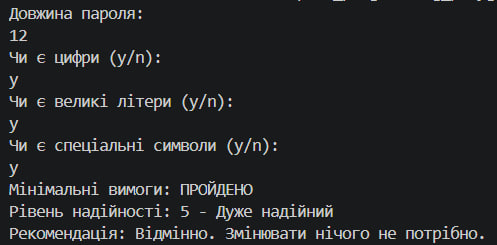 Довжина пароля:
12
Чи є цифри (y/n):
y
Чи є великі літери (y/n):
y
Чи є спеціальні символи (y/n):
y
Мінімальні вимоги: ПРОЙДЕНО
Рівень надійності: 5 - Дуже надійний
Рекомендація: Відмінно. Змінювати нічого не потрібно.